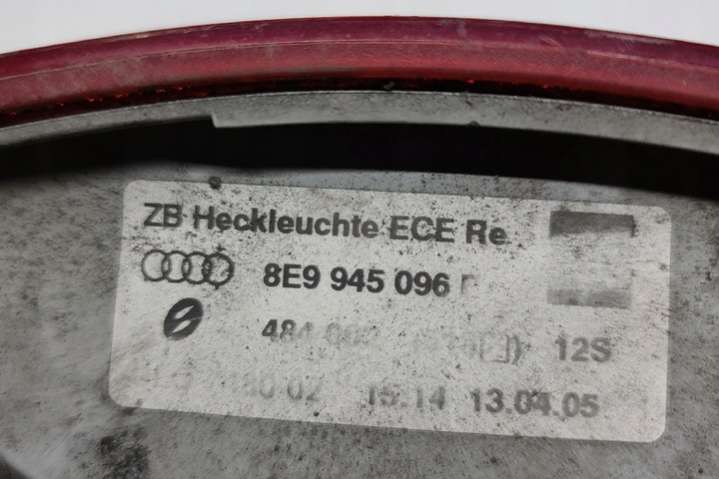 ZB Heckleuchte ECE Re
8E9 945 096
12S
15:14 13.04.05